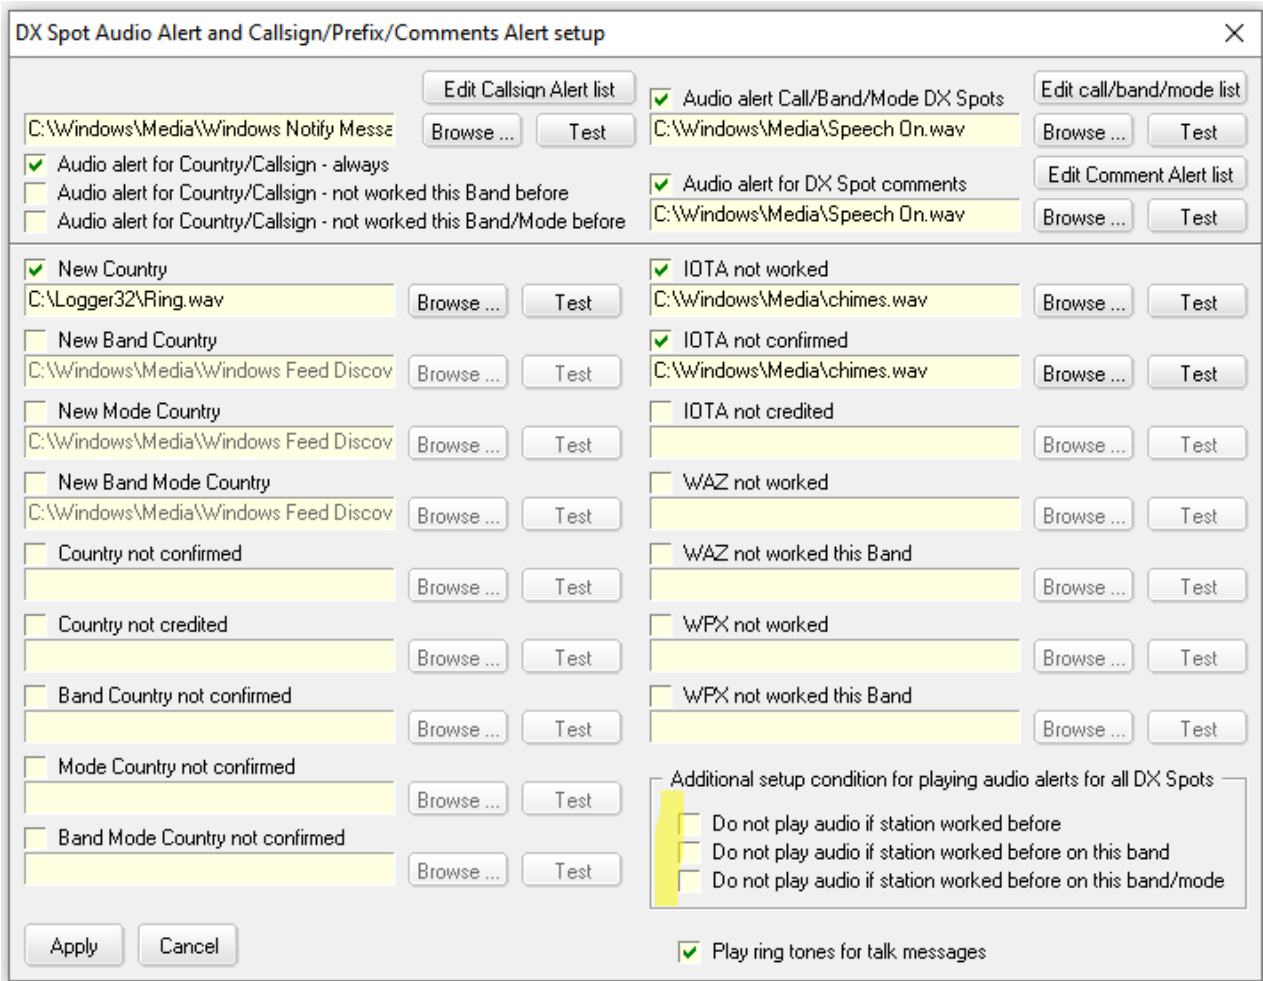 DX Spot Audio Alert and Callsign/Prefix/Comments Alert setup
Edit Callsign Alert list
C:\Windows\Media\Windows Notify Messa Browse ... Test
Audio alert for Country/Callsign - always
Audio alert for Country/Callsign - not worked this Band before
Audio alert for Country/Callsign - not worked this Band/Mode before
Audio alert Call/Band/Mode DX Spots Edit call/band/mode list
C:\Windows\Media\Speech On.wav Browse ... Test
Audio alert for DX Spot comments Edit Comment Alert list
C:\Windows\Media\Speech On.wav Browse ... Test
New Country
C:\Logger32\Ring.wav Browse ... Test
New Band Country
C:\Windows\Media\Windows Feed Discov Browse ... Test
New Mode Country
C:\Windows\Media\Windows Feed Discov Browse ... Test
New Band Mode Country
C:\Windows\Media\Windows Feed Discov Browse ... Test
Country not confirmed
Browse ... Test
Country not credited
Browse ... Test
Band Country not confirmed
Browse ... Test
Mode Country not confirmed
Browse ... Test
Band Mode Country not confirmed
Browse ... Test
IOTA not worked
C:\Windows\Media\chimes.wav Browse ... Test
IOTA not confirmed
C:\Windows\Media\chimes.wav Browse ... Test
IOTA not credited
Browse ... Test
WAZ not worked
Browse ... Test
WAZ not worked this Band
Browse ... Test
WPX not worked
Browse ... Test
WPX not worked this Band
Browse ... Test
Additional setup condition for playing audio alerts for all DX Spots
Do not play audio if station worked before
Do not play audio if station worked before on this band
Do not play audio if station worked before on this band/mode
Apply Cancel
Play ring tones for talk messages